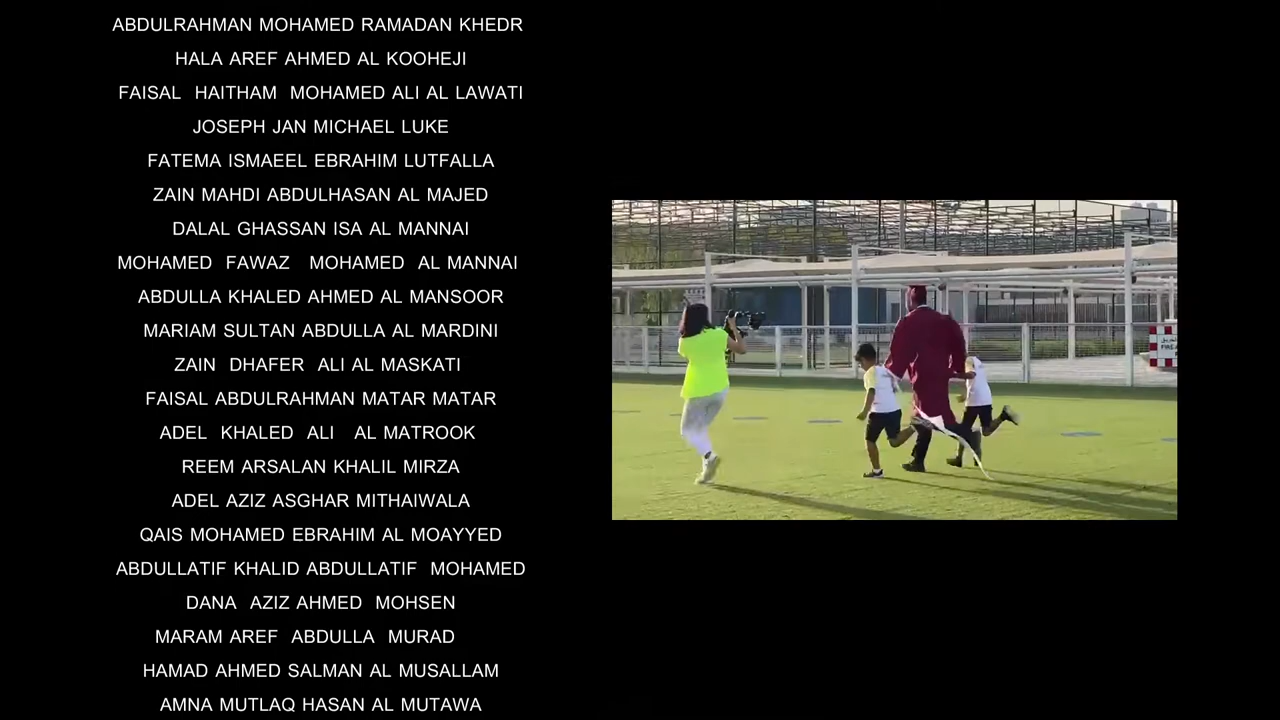 ABDULRAHMAN MOHAMED RAMADAN KHEDR
HALA AREF AHMED AL KOOHEJI
FAISAL HAITHAM MOHAMED ALI AL LAWATI
JOSEPH JAN MICHAEL LUKE
FATEMA ISMAEEL EBRAHIM LUTFALLA
ZAIN MAHDI ABDULHASAN AL MAJED
DALAL GHASSAN ISA AL MANNAI
MOHAMED FAWAZ MOHAMED AL MANNAI
ABDULLA KHALED AHMED AL MANSOOR
MARIAM SULTAN ABDULLA AL MARDINI
ZAIN DHAFER ALI AL MASKATI
FAISAL ABDULRAHMAN MATAR MATAR
ADEL KHALED ALI AL MATROOK
REEM ARSALAN KHALIL MIRZA
ADEL AZIZ ASGHAR MITHAIWALA
QAIS MOHAMED EBRAHIM AL MOAYYED
ABDULLATIF KHALID ABDULLATIF MOHAMED
DANA AZIZ AHMED MOHSEN
MARAM AREF ABDULLA MURAD
HAMAD AHMED SALMAN AL MUSALLAM
AMNA MUTLAQ HASAN AL MUTAWA